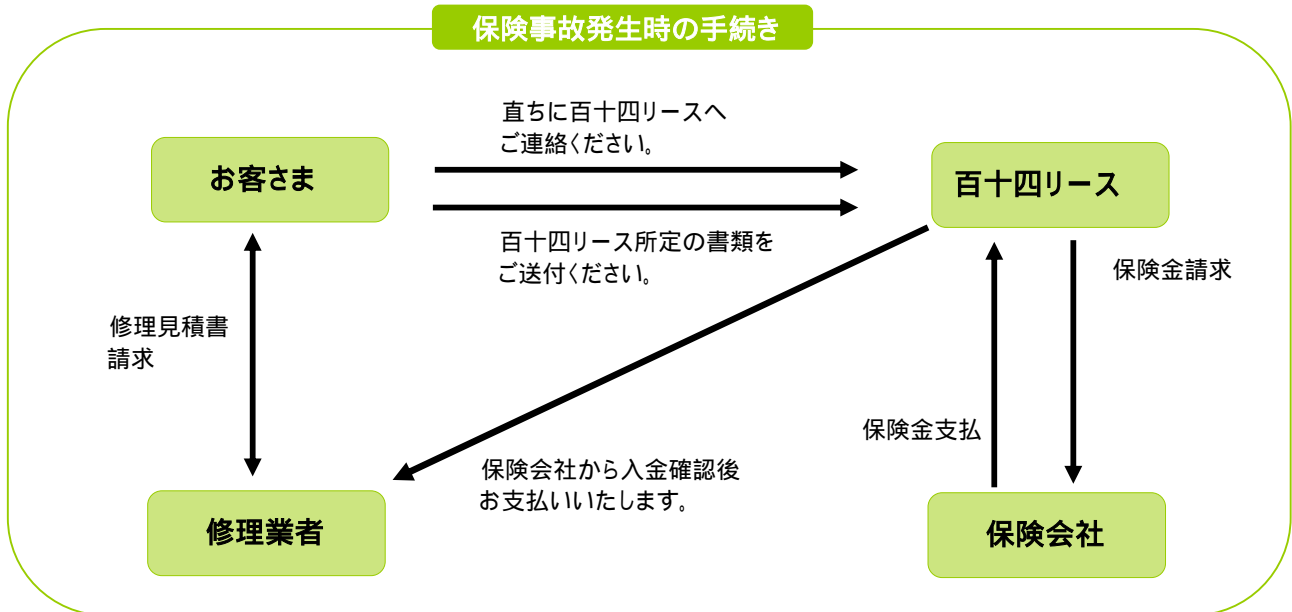 保険事故発生時の手続き
直ちに百十四リースへ
ご連絡ください。
お客さま
百十四リース
百十四リース所定の書類を
ご送付ください。
保険金請求
修理見積書
請求
保険金支払
保険会社から入金確認後
お支払いいたします。
修理業者
保険会社